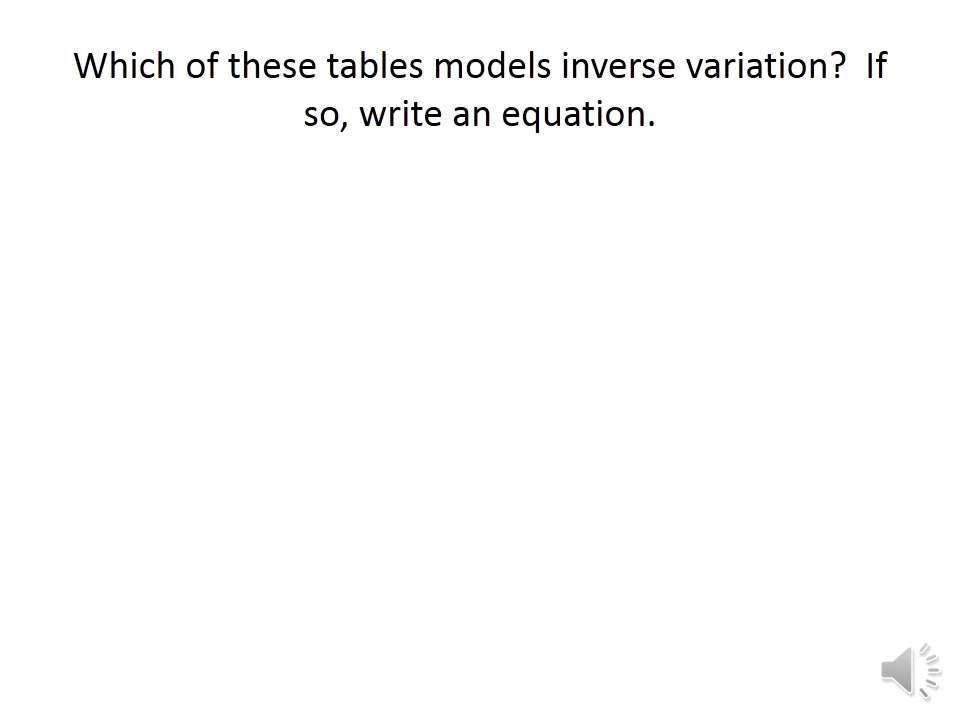 Which of these tables models inverse variation?  If
so, write an equation.